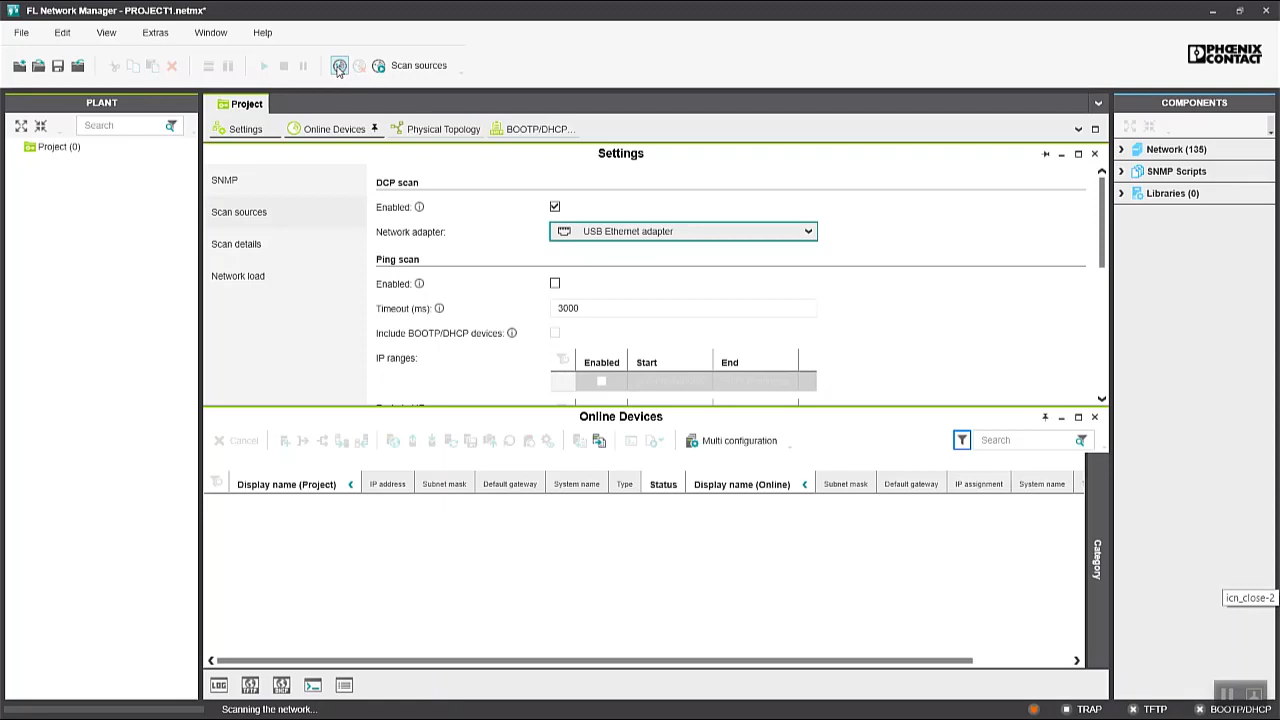 FL Network Manager - PROJECT1.netmx*
File Edit View Extras Window Help
Scan sources
PHŒNIX
CONTACT
PLANT
Search
Project (0)
Project
Settings Online Devices Physical Topology BOOTP/DHCP...
Settings
SNMP
Scan sources
Scan details
Network load
DCP scan
Enabled:
Network adapter: USB Ethernet adapter
Ping scan
Enabled:
Timeout (ms): 3000
Include BOOTP/DHCP devices:
IP ranges:
Enabled Start End
Online Devices
Cancel Multi configuration Search
Display name (Project) IP address Subnet mask Default gateway System name Type Status Display name (Online) Subnet mask Default gateway IP assignment System name
Category
LOG TFTP DHCP
COMPONENTS
Network (135)
SNMP Scripts
Libraries (0)
icn_close-2
Scanning the network... TRAP TFTP BOOTP/DHCP